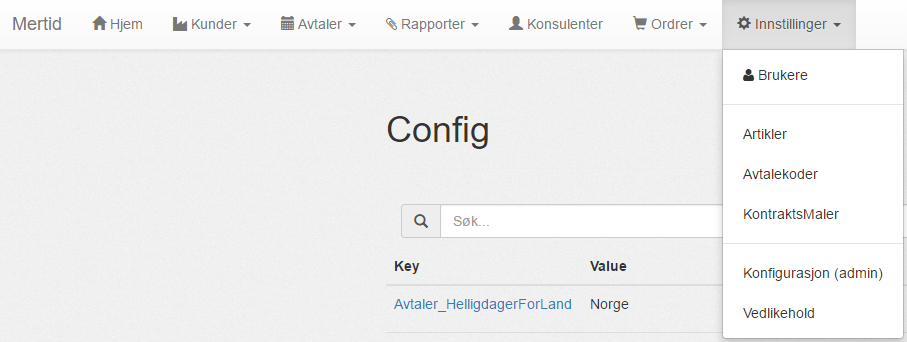 Mertid Hjem Kunder Avtaler Rapporter Konsulenter Ordrer Innstillinger
Brukere
Artikler
Avtalekoder
KontraktsMaler
Konfigurasjon (admin)
Vedlikehold
Config
Søk...
Key Value
Avtaler_HelligdagerForLand Norge